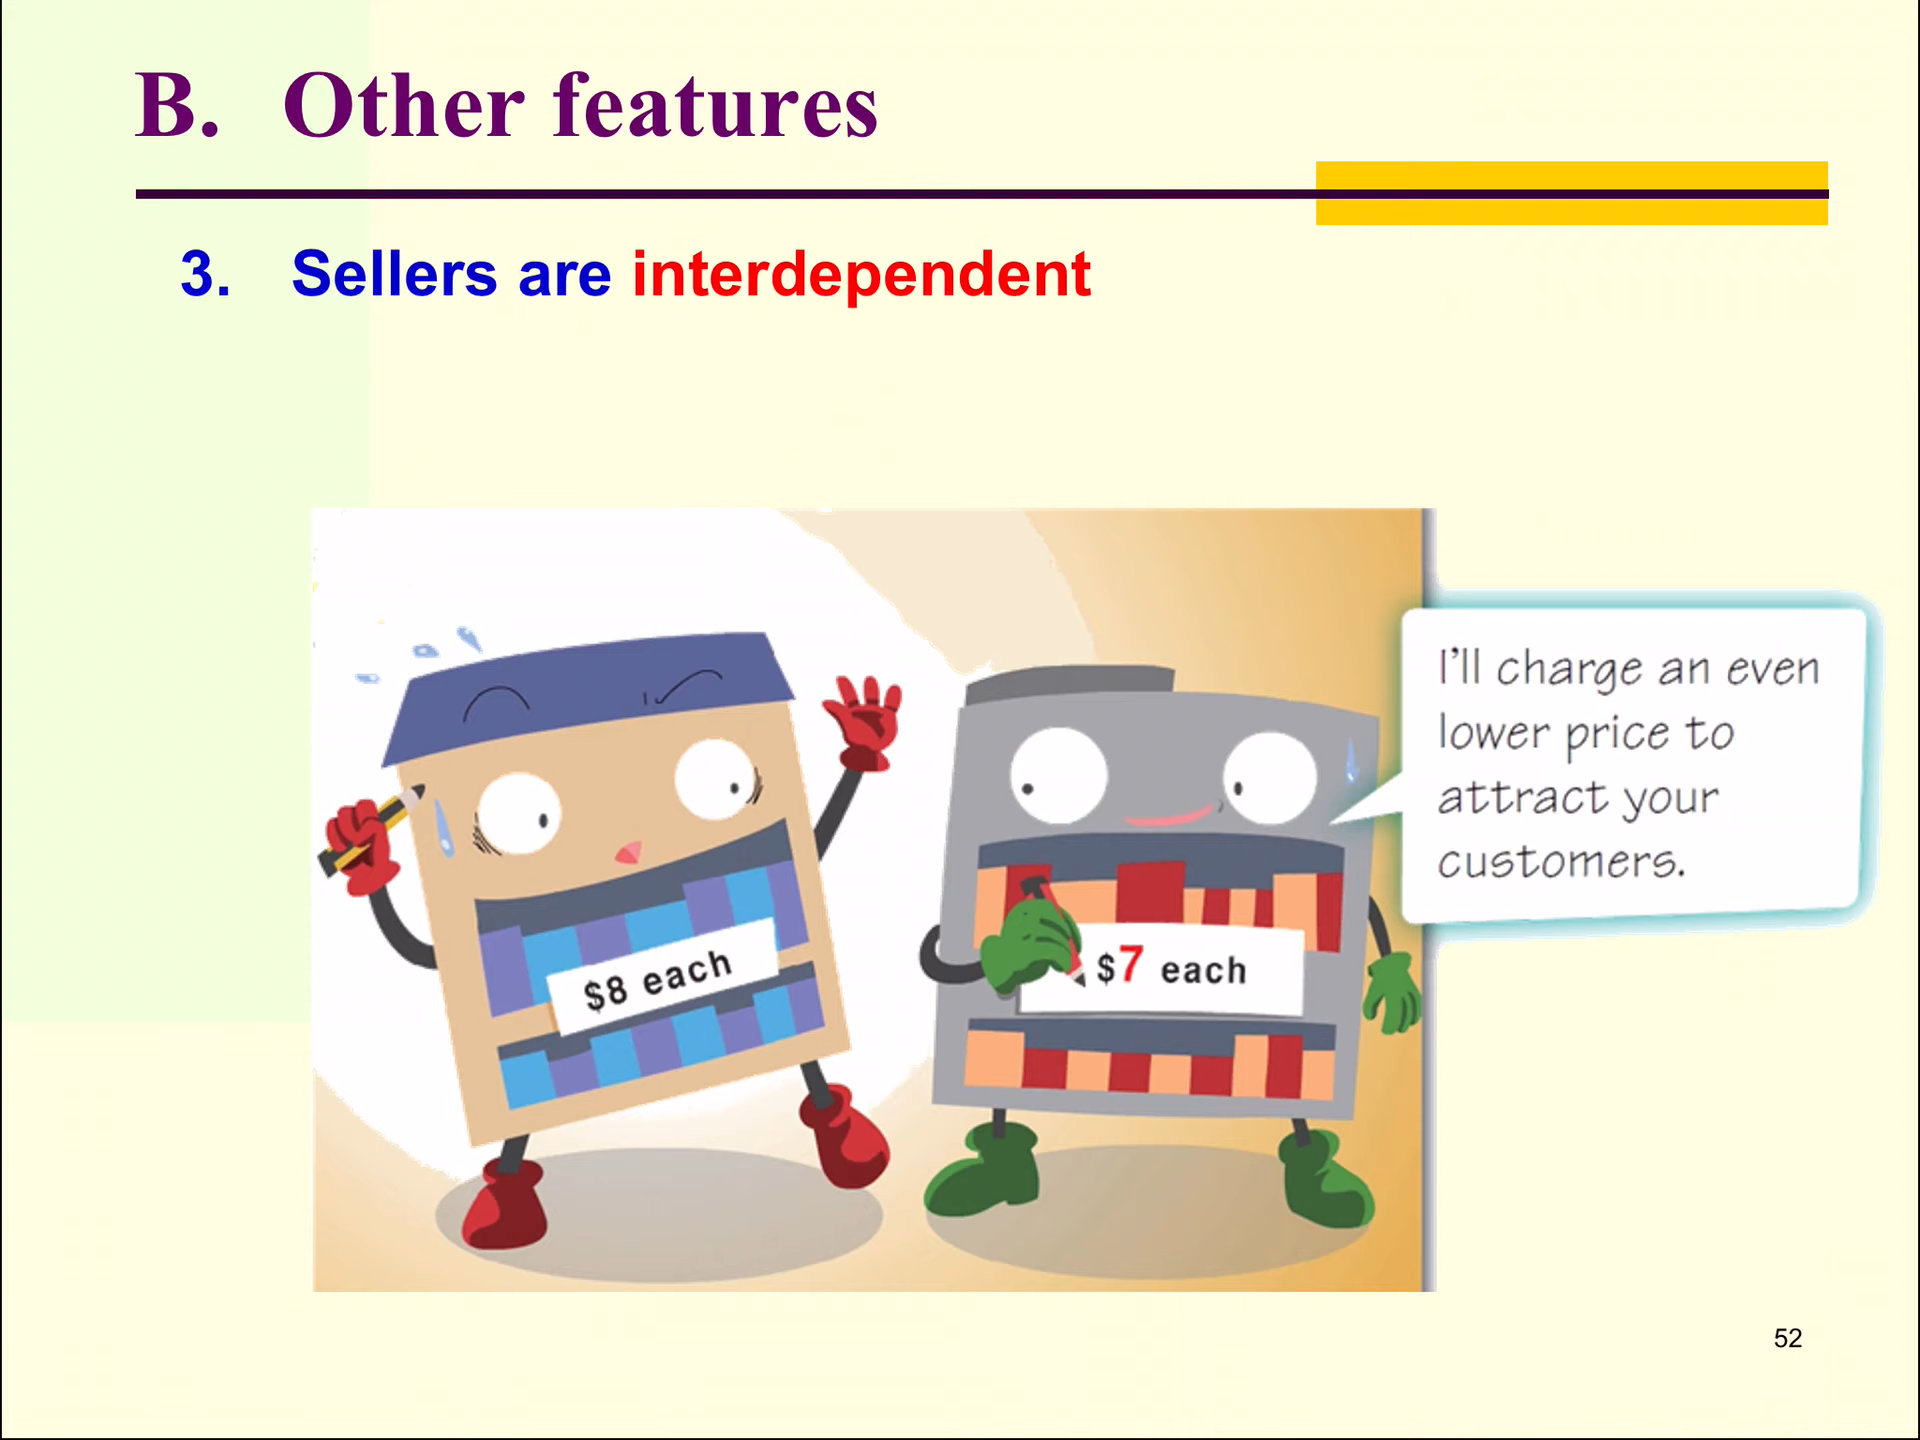 B. Other features
3. Sellers are interdependent
I'll charge an even
lower price to
attract your
customers.
$8 each
$7 each
52